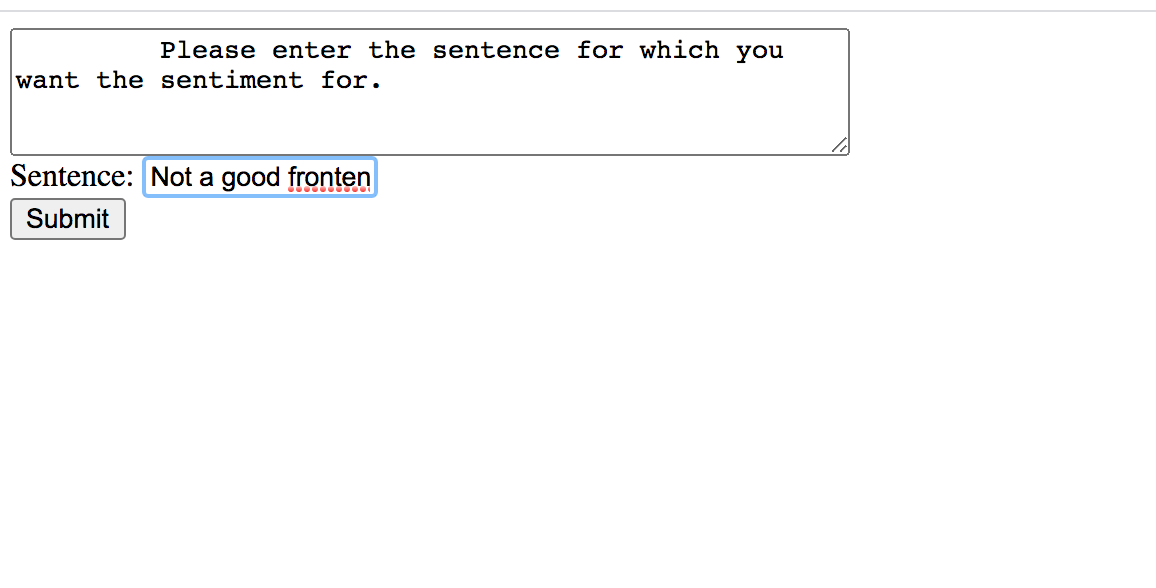 Please enter the sentence for which you
want the sentiment for.
Sentence: Not a good fronten
Submit